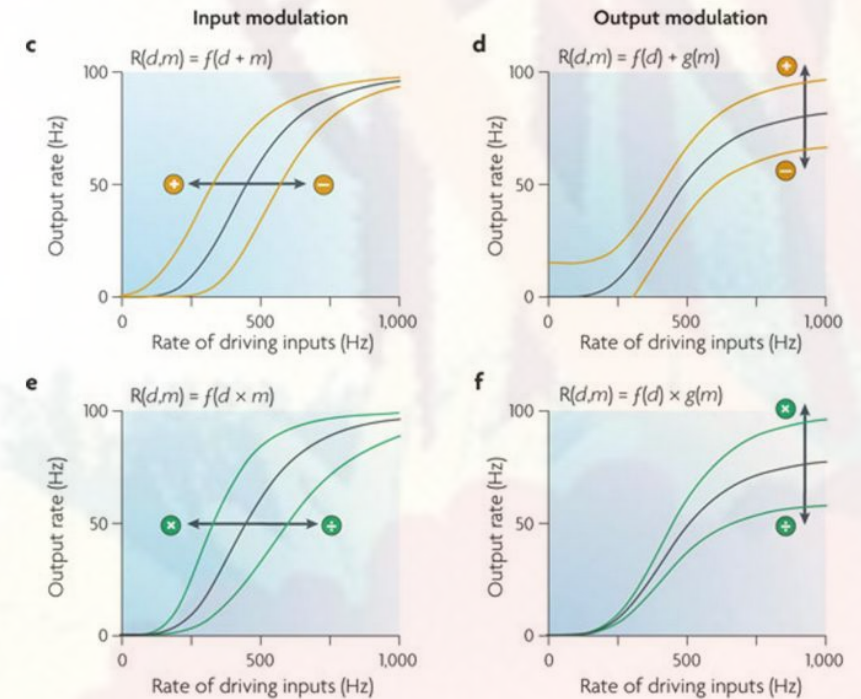 Input modulation
Output modulation
c
R(d,m) = f(d + m)
Output rate (Hz)
100
50
0
+
−
0
500
1,000
Rate of driving inputs (Hz)
d
R(d,m) = f(d) + g(m)
Output rate (Hz)
100
50
0
+
−
0
500
1,000
Rate of driving inputs (Hz)
e
R(d,m) = f(d × m)
Output rate (Hz)
100
50
0
×
÷
0
500
1,000
Rate of driving inputs (Hz)
f
R(d,m) = f(d) × g(m)
Output rate (Hz)
100
50
0
×
÷
0
500
1,000
Rate of driving inputs (Hz)